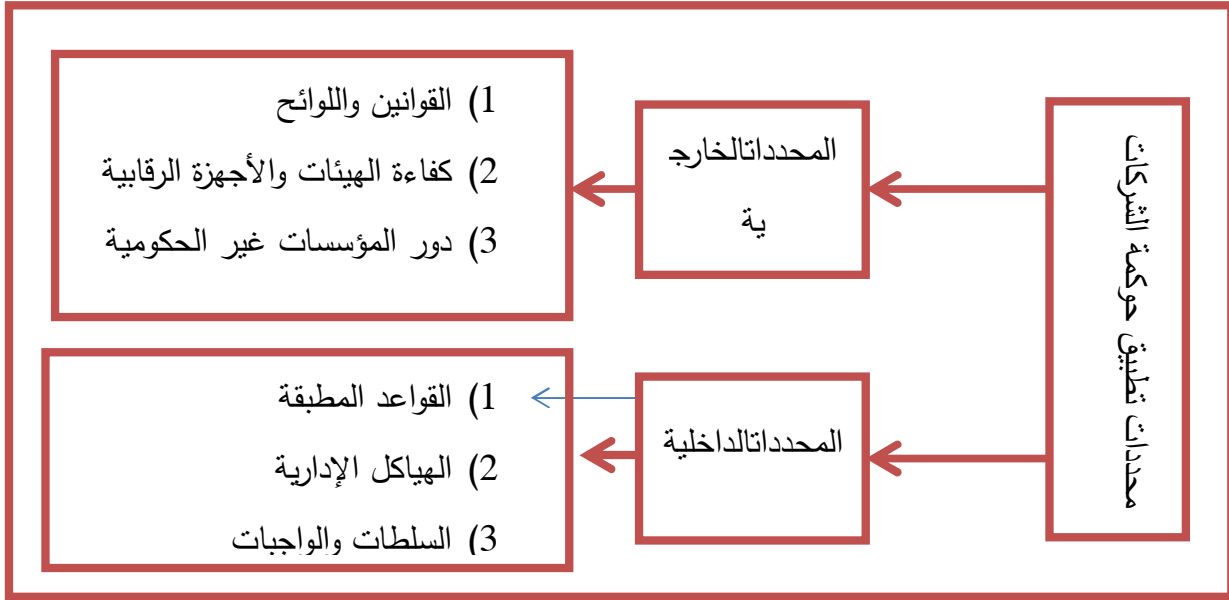 محددات تطبيق حوكمة الشركات
المحدداتالخارج
ية
1) القوانين واللوائح
2) كفاءة الهيئات والأجهزة الرقابية
3) دور المؤسسات غير الحكومية
المحدداتالداخلية
1) القواعد المطبقة
2) الهياكل الإدارية
3) السلطات والواجبات